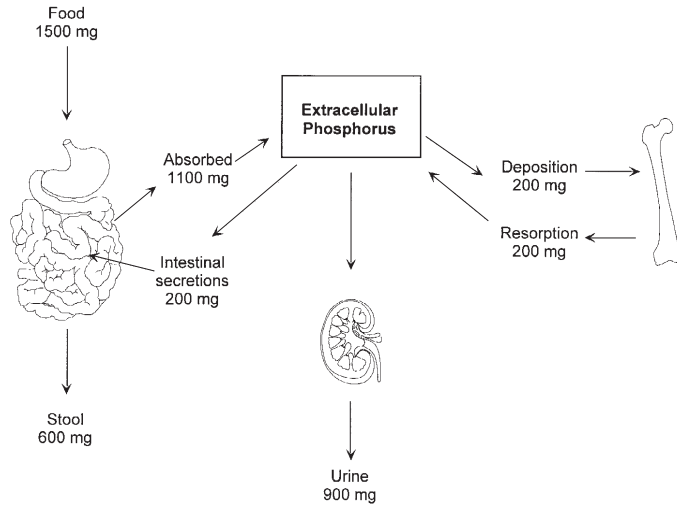 Food
1500 mg
Extracellular
Phosphorus
Absorbed
1100 mg
Deposition
200 mg
Resorption
200 mg
Intestinal
secretions
200 mg
Stool
600 mg
Urine
900 mg